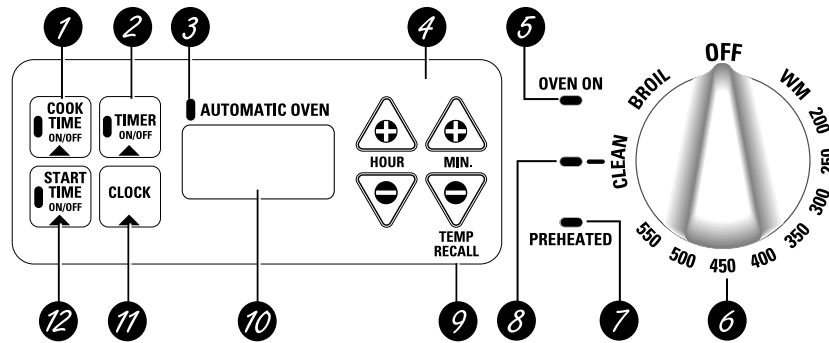 1
2
3
4
5
COOK
TIME
ON/OFF
TIMER
ON/OFF
AUTOMATIC OVEN
HOUR
MIN.
START
TIME
ON/OFF
CLOCK
TEMP
RECALL
OVEN ON
CLEAN
PREHEATED
OFF
WM
200
250
300
350
400
450
500
550
BROIL
12
11
10
9
8
7
6